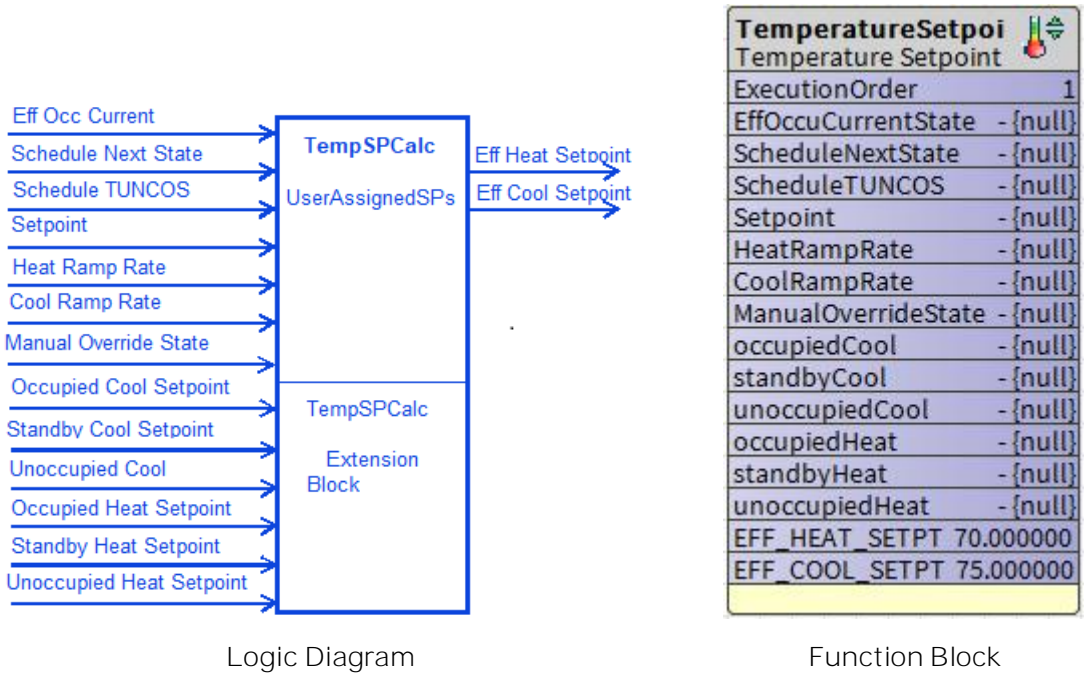 Eff Occ Current
Schedule Next State
Schedule TUNCOS
Setpoint
Heat Ramp Rate
Cool Ramp Rate
Manual Override State
Occupied Cool Setpoint
Standby Cool Setpoint
Unoccupied Cool
Occupied Heat Setpoint
Standby Heat Setpoint
Unoccupied Heat Setpoint
TempSPCalc
UserAssignedSPs
TempSPCalc
Extension
Block
Eff Heat Setpoint
Eff Cool Setpoint
Logic Diagram
TemperatureSetpoi
Temperature Setpoint
ExecutionOrder 1
EffOccuCurrentState - {null}
ScheduleNextState - {null}
ScheduleTUNCOS - {null}
Setpoint - {null}
HeatRampRate - {null}
CoolRampRate - {null}
ManualOverrideState - {null}
occupiedCool - {null}
standbyCool - {null}
unoccupiedCool - {null}
occupiedHeat - {null}
standbyHeat - {null}
unoccupiedHeat - {null}
EFF_HEAT_SETPT 70.000000
EFF_COOL_SETPT 75.000000
Function Block